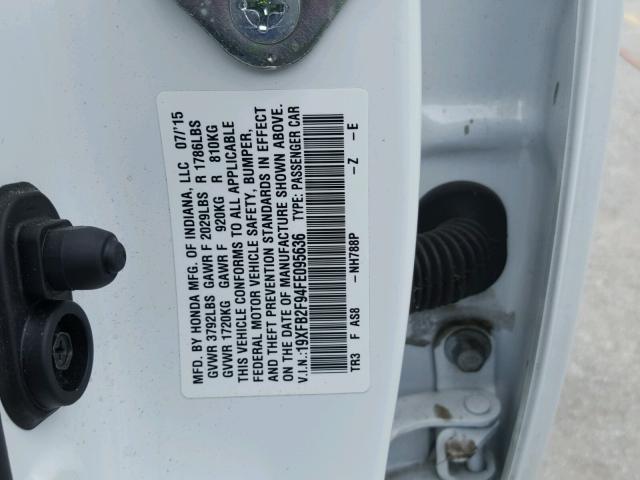 MFD. BY HONDA MFG. OF INDIANA, LLC 07/'15
GVWR 3792LBS GAWR F 2029LBS R 1786LBS
GVWR 1720KG GAWR F 920KG R 810KG
THIS VEHICLE CONFORMS TO ALL APPLICABLE
FEDERAL MOTOR VEHICLE SAFETY, BUMPER,
AND THEFT PREVENTION STANDARDS IN EFFECT
ON THE DATE OF MANUFACTURE SHOWN ABOVE.
V.I.N.:19XFB2F94FE095636 TYPE: PASSENGER CAR
TR3 F AS8 – NH788P – Z – E